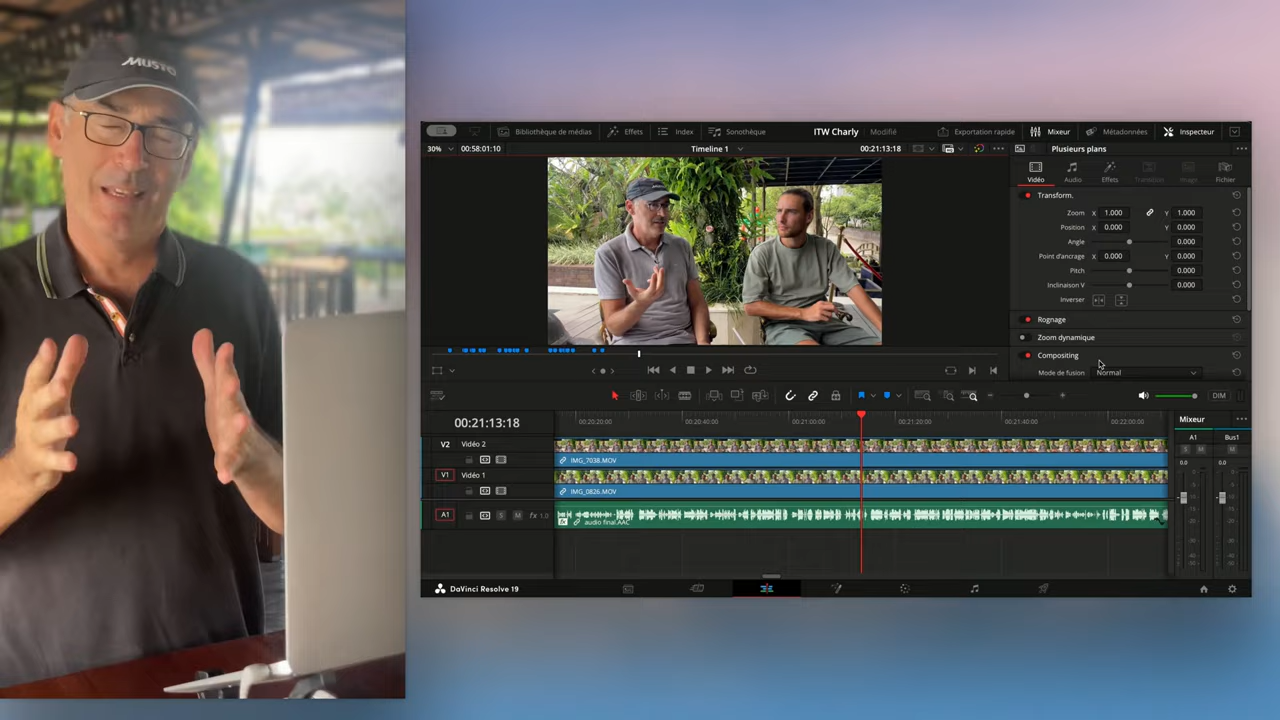 MUSTO
Bibliothèque de médias Effets Index Sonothèque ITW Charly Modifié Exportation rapide Mixeur Métadonnées Inspecteur
30% 00:58:01:10 Timeline 1 00:21:13:18 Plusieurs plans
Vidéo Audio Effets Transition Image Fichier
Transform.
Zoom X 1.000 Y 1.000
Position X 0.000 Y 0.000
Angle 0.000
Point d'ancrage X 0.000 Y 0.000
Pitch 0.000
Inclinaison V 0.000
Inverser
Rognage
Zoom dynamique
Compositing
Mode de fusion Normal
DIM
00:21:13:18
00:20:20:00 00:20:40:00 00:21:00:00 00:21:20:00 00:21:40:00 00:22:00:00
Mixeur
V2 Vidéo 2
IMG_7038.MOV
V1 Vidéo 1
IMG_0826.MOV
A1 S M fx 1.0
audio final.AAC
A1 Bus1
S M M
0.0 0.0
DaVinci Resolve 19